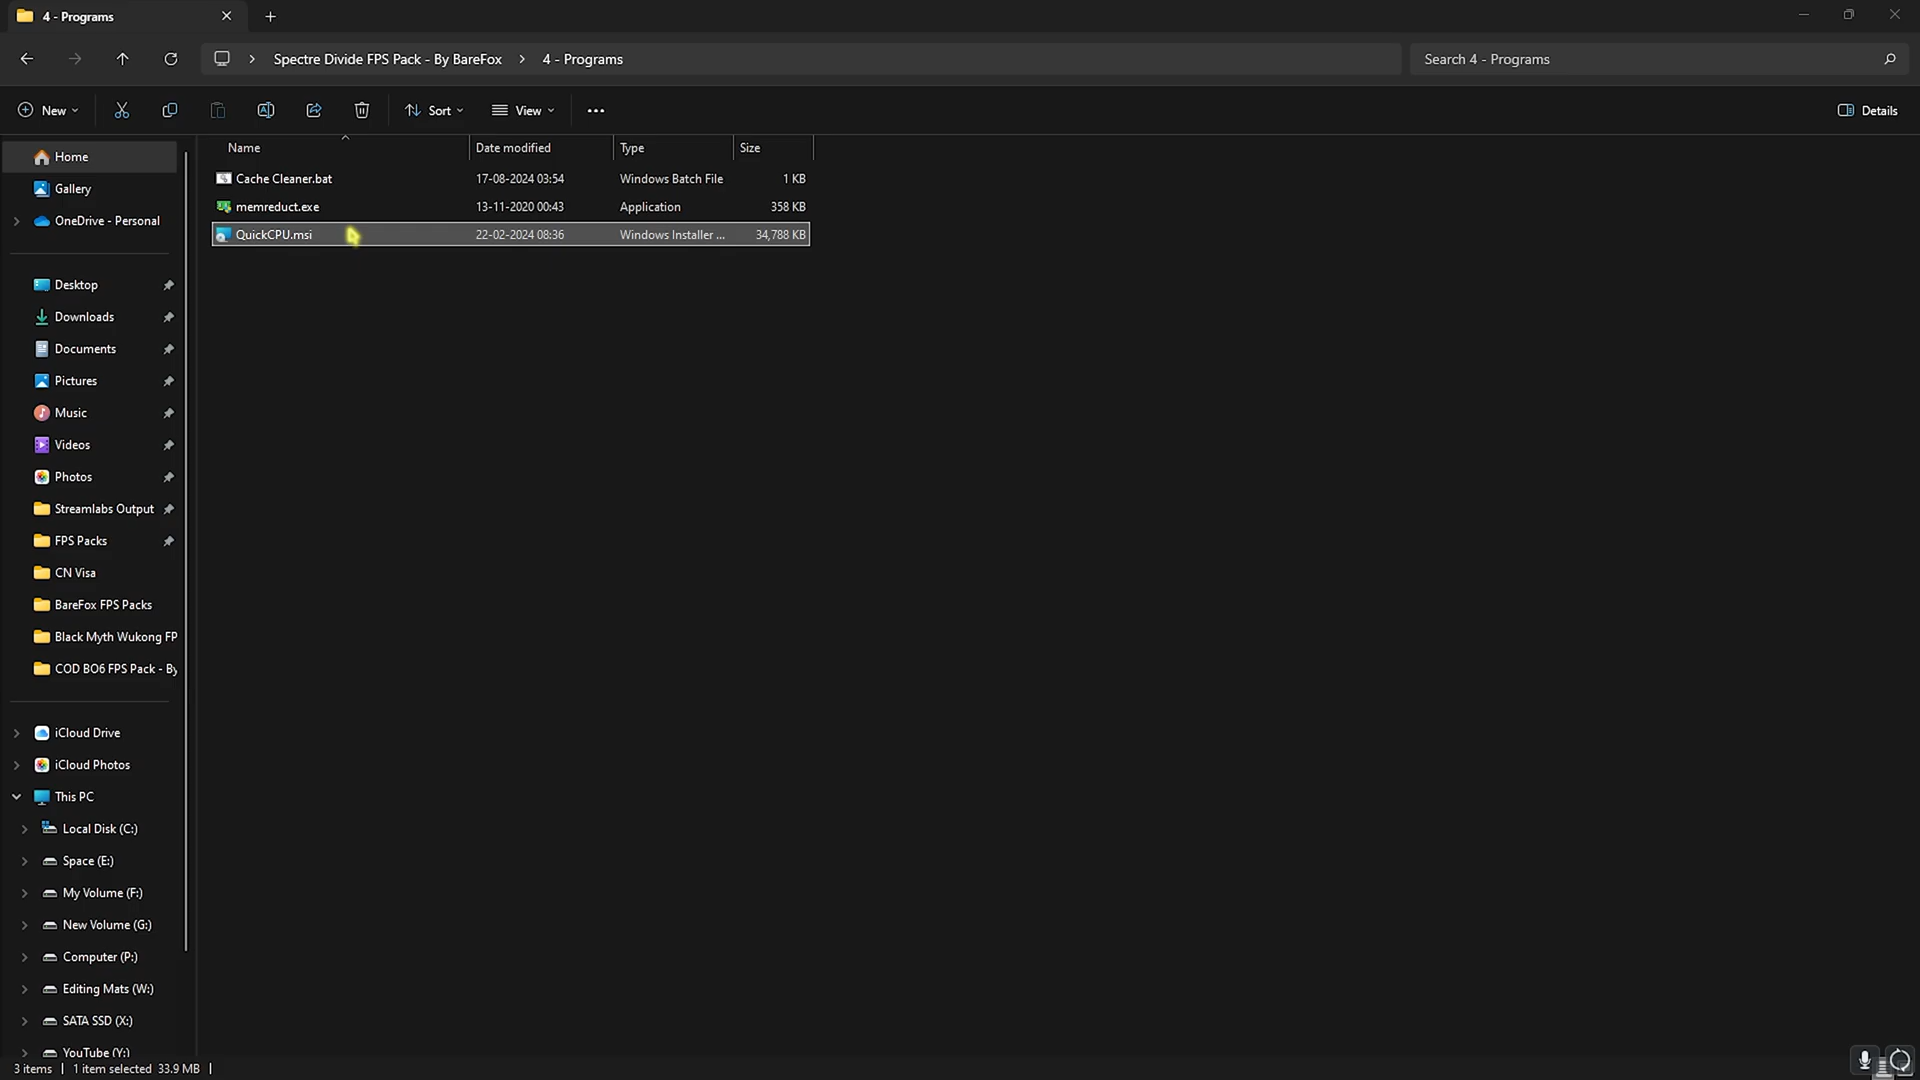 4 - Programs
Spectre Divide FPS Pack - By BareFox
4 - Programs
Search 4 - Programs
New
Sort
View
Details
Home
Gallery
OneDrive - Personal
Desktop
Downloads
Documents
Pictures
Music
Videos
Photos
Streamlabs Output
FPS Packs
CN Visa
BareFox FPS Packs
Black Myth Wukong FP
COD BO6 FPS Pack - By
iCloud Drive
iCloud Photos
This PC
Local Disk (C:)
Space (E:)
My Volume (F:)
New Volume (G:)
Computer (P:)
Editing Mats (W:)
SATA SSD (X:)
YouTube (Y:)
Name Date modified Type Size
Cache Cleaner.bat 17-08-2024 03:54 Windows Batch File 1 KB
memreduct.exe 13-11-2020 00:43 Application 358 KB
QuickCPU.msi 22-02-2024 08:36 Windows Installer ... 34,788 KB
3 items 1 item selected 33.9 MB